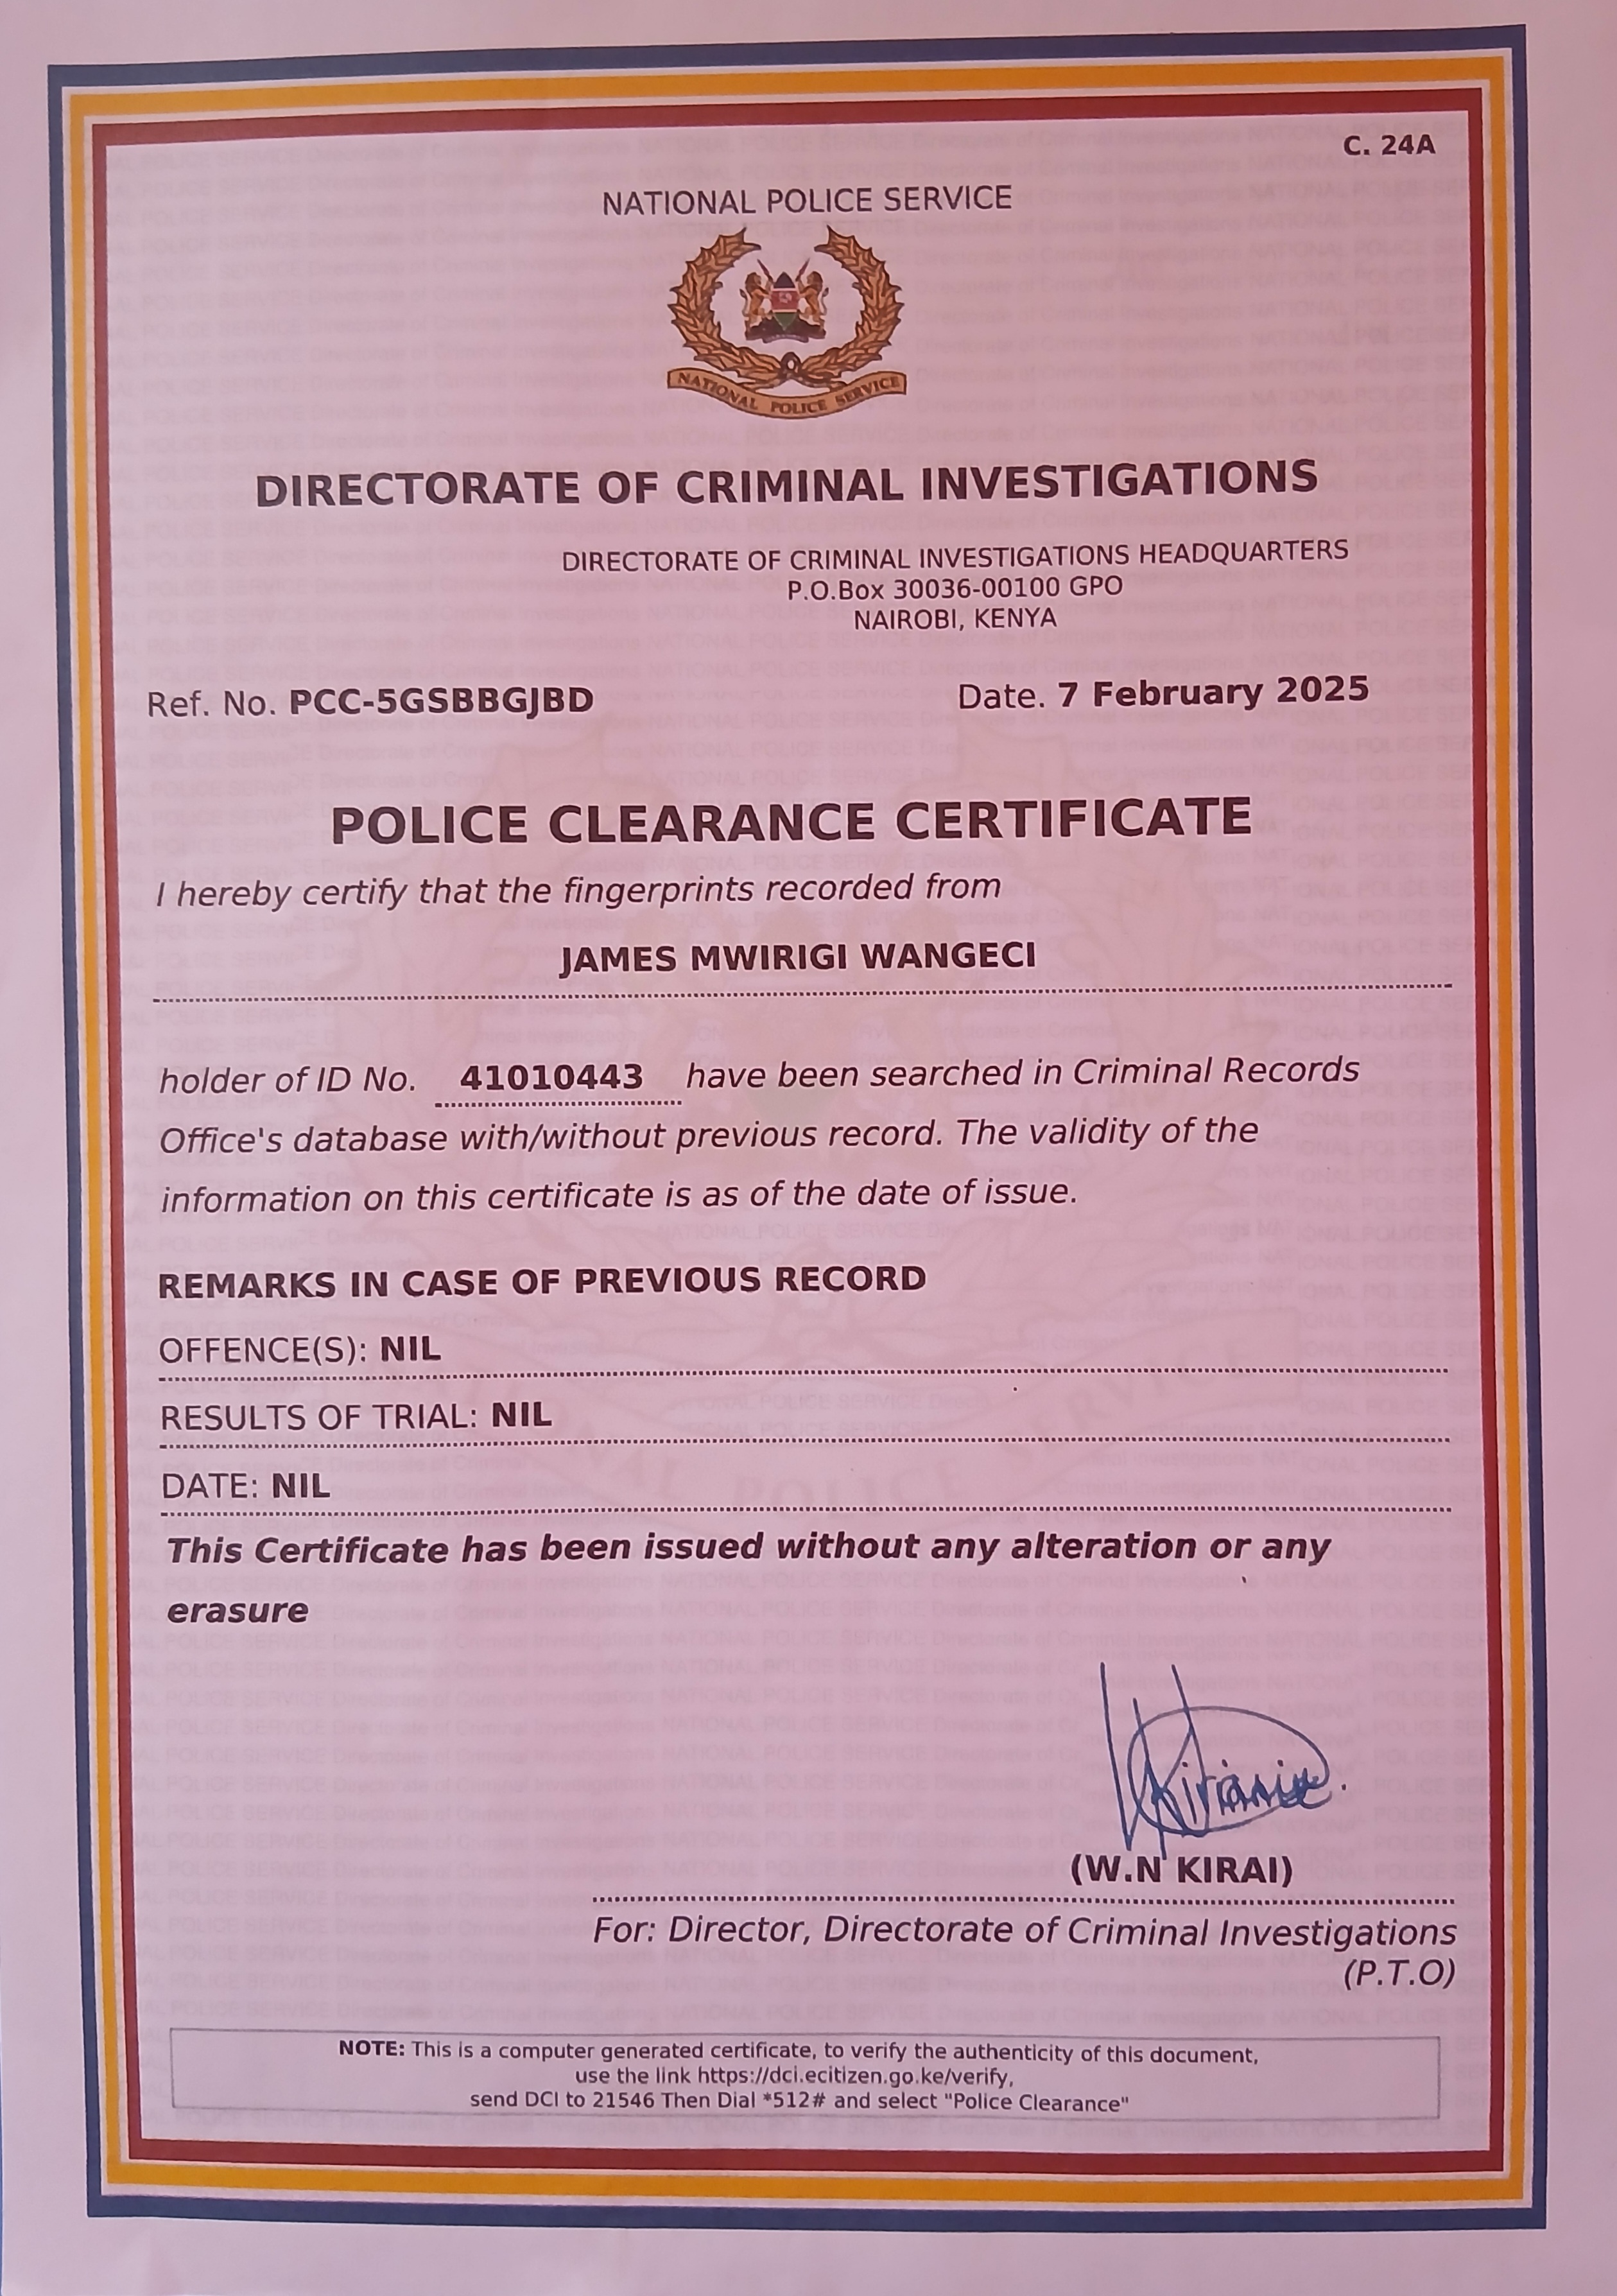 C. 24A
NATIONAL POLICE SERVICE
NATIONAL POLICE SERVICE
DIRECTORATE OF CRIMINAL INVESTIGATIONS
DIRECTORATE OF CRIMINAL INVESTIGATIONS HEADQUARTERS
P.O.Box 30036-00100 GPO
NAIROBI, KENYA
Ref. No. PCC-5GSBBGJBD Date. 7 February 2025
POLICE CLEARANCE CERTIFICATE
I hereby certify that the fingerprints recorded from
JAMES MWIRIGI WANGECI
holder of ID No. 41010443 have been searched in Criminal Records
Office's database with/without previous record. The validity of the
information on this certificate is as of the date of issue.
REMARKS IN CASE OF PREVIOUS RECORD
OFFENCE(S): NIL
RESULTS OF TRIAL: NIL
DATE: NIL
This Certificate has been issued without any alteration or any
erasure
(W.N KIRAI)
For: Director, Directorate of Criminal Investigations
(P.T.O)
NOTE: This is a computer generated certificate, to verify the authenticity of this document,
use the link https://dci.ecitizen.go.ke/verify,
send DCI to 21546 Then Dial *512# and select "Police Clearance"